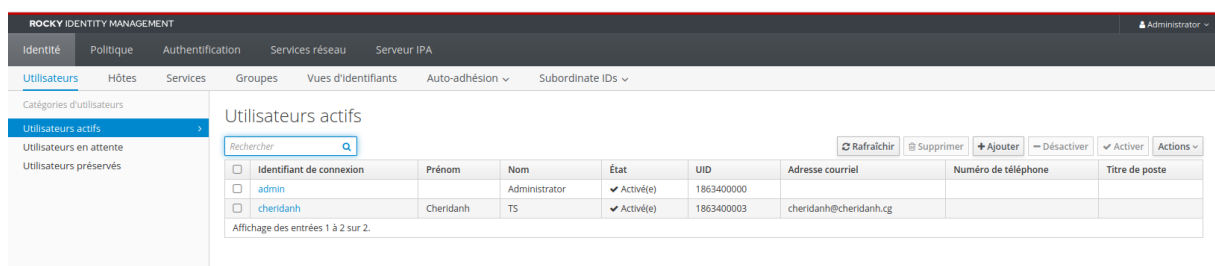 ROCKY IDENTITY MANAGEMENT Administrator
Identité Politique Authentification Services réseau Serveur IPA
Utilisateurs Hôtes Services Groupes Vues d'identifiants Auto-adhésion Subordinate IDs
Catégories d'utilisateurs
Utilisateurs actifs
Utilisateurs en attente
Utilisateurs préservés
Utilisateurs actifs
Rechercher Rafraîchir Supprimer Ajouter Désactiver Activer Actions
Identifiant de connexion Prénom Nom État UID Adresse courriel Numéro de téléphone Titre de poste
admin Administrator Activé(e) 1863400000
cheridanh Cheridanh TS Activé(e) 1863400003 cheridanh@cheridanh.cg
Affichage des entrées 1 à 2 sur 2.